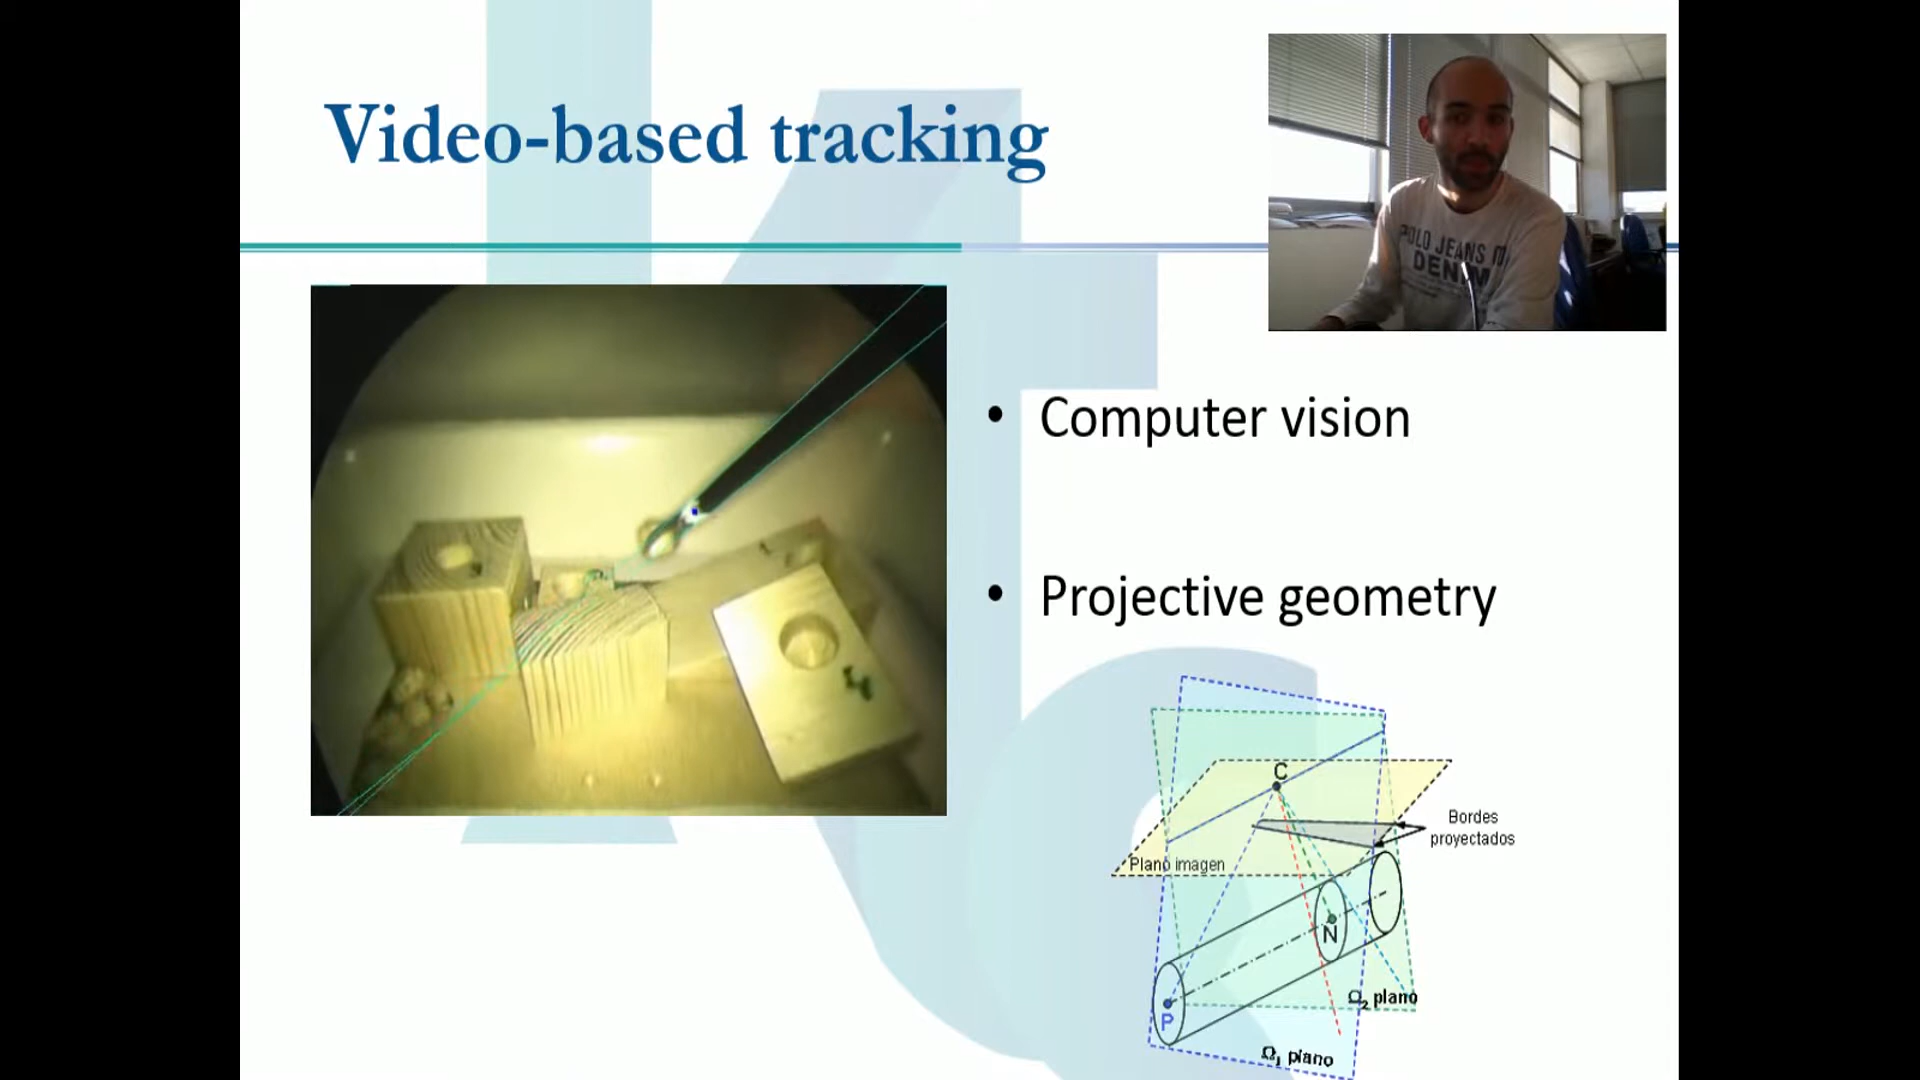 Video-based tracking
POLO JEANS
DENIM
• Computer vision
• Projective geometry
C
Bordes
proyectados
Plano imagen
N
P
Ω₂ plano
Ω₁ plano